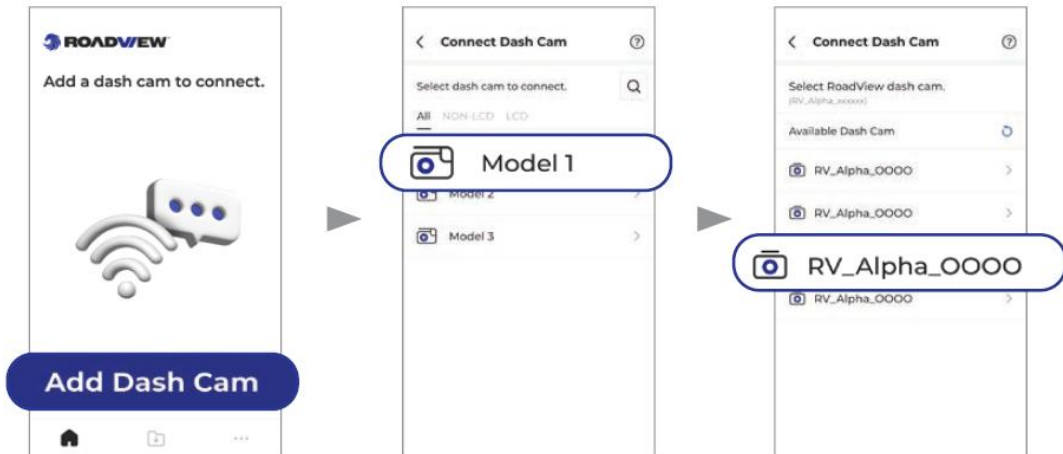 ROADVIEW
Add a dash cam to connect.
Add Dash Cam
Connect Dash Cam
?
Select dash cam to connect.
All NON-LCD LCD
Model 1
Model 2
Model 3
Connect Dash Cam
?
Select RoadView dash cam.
(RV_Alpha_xxxxxx)
Available Dash Cam
RV_Alpha_OOOO
RV_Alpha_OOOO
RV_Alpha_OOOO
RV_Alpha_OOOO